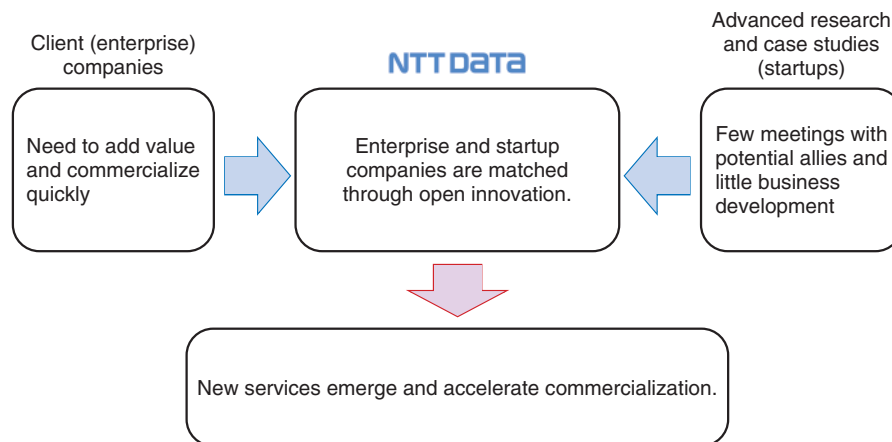 Client (enterprise)
companies
Need to add value
and commercialize
quickly
NTT DATA
Enterprise and startup
companies are matched
through open innovation.
Advanced research
and case studies
(startups)
Few meetings with
potential allies and
little business
development
New services emerge and accelerate commercialization.